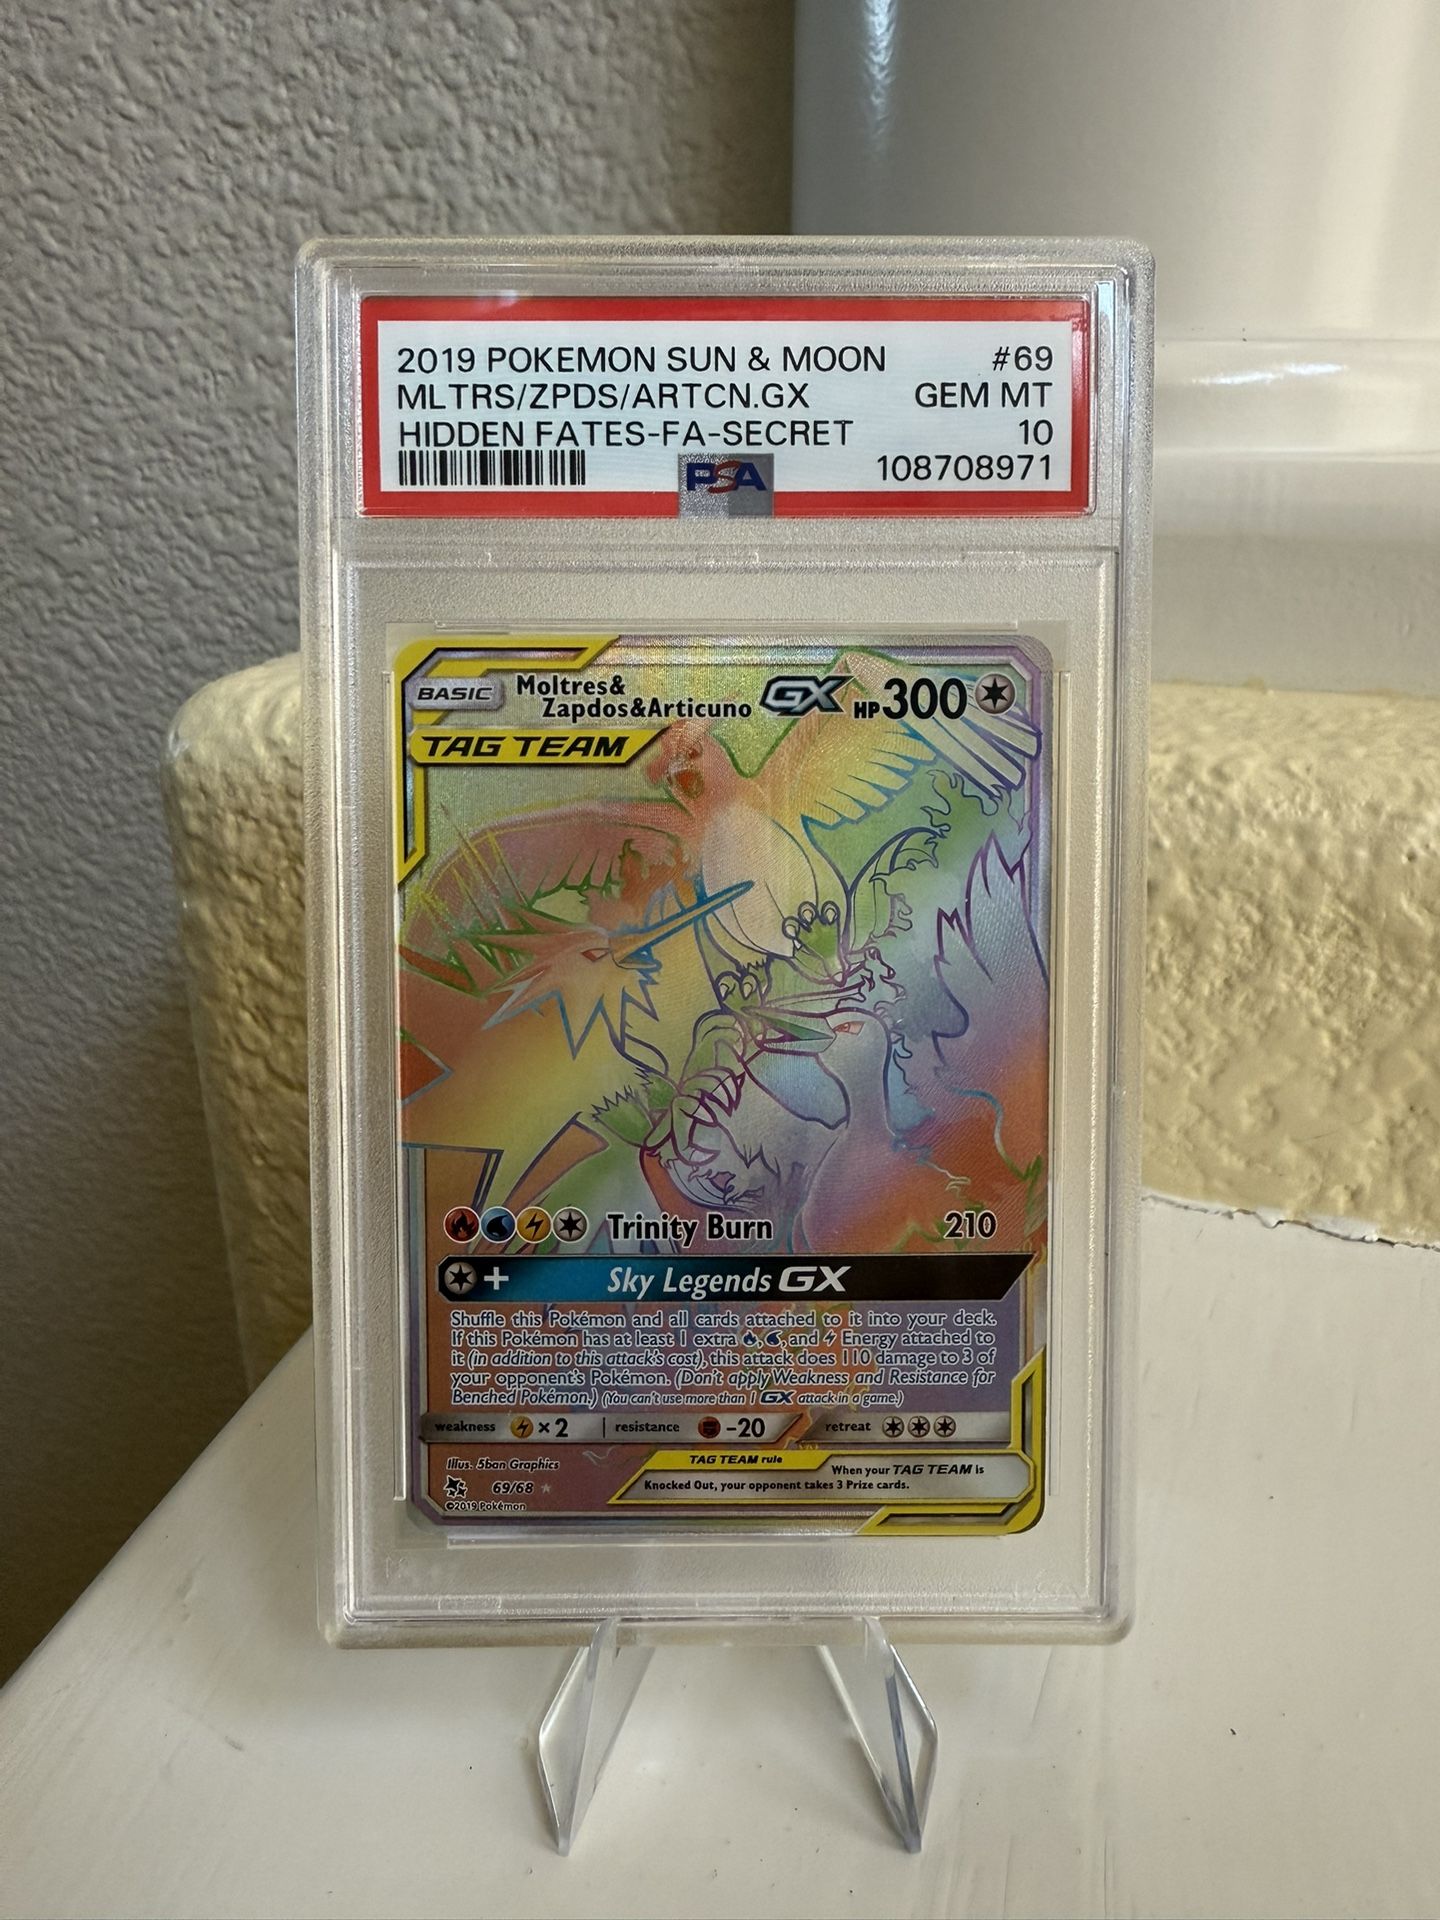 2019 POKEMON SUN & MOON #69
MLTRS/ZPDS/ARTCN.GX GEM MT
HIDDEN FATES-FA-SECRET 10
PSA 108708971
BASIC Moltres& Zapdos&Articuno GX HP300
TAG TEAM
Trinity Burn 210
+ Sky Legends GX
Shuffle this Pokémon and all cards attached to it into your deck.
If this Pokémon has at least 1 extra , , and Energy attached to
it (in addition to this attack's cost), this attack does 110 damage to 3 of
your opponent's Pokémon. (Don't apply Weakness and Resistance for
Benched Pokémon.) (You can't use more than 1 GX attack in a game.)
weakness ×2 resistance -20 retreat
Illus. 5ban Graphics
69/68
©2019 Pokémon
TAG TEAM rule
When your TAG TEAM is
Knocked Out, your opponent takes 3 Prize cards.